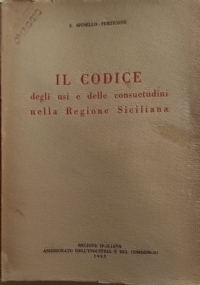 IL CODICE
degli usi e delle consuetudini
nella Regione Siciliana
REGIONE SICILIANA
ASSESSORATO DELL'INDUSTRIA E DEL COMMERCIO